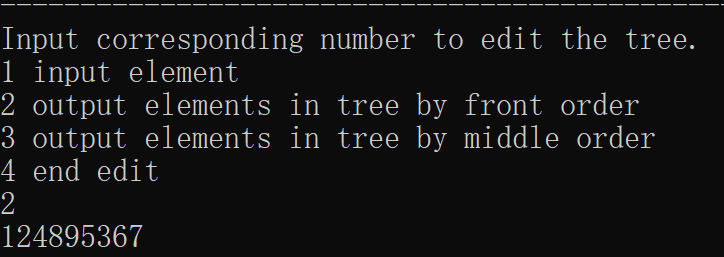 Input corresponding number to edit the tree.
1 input element
2 output elements in tree by front order
3 output elements in tree by middle order
4 end edit
2
124895367